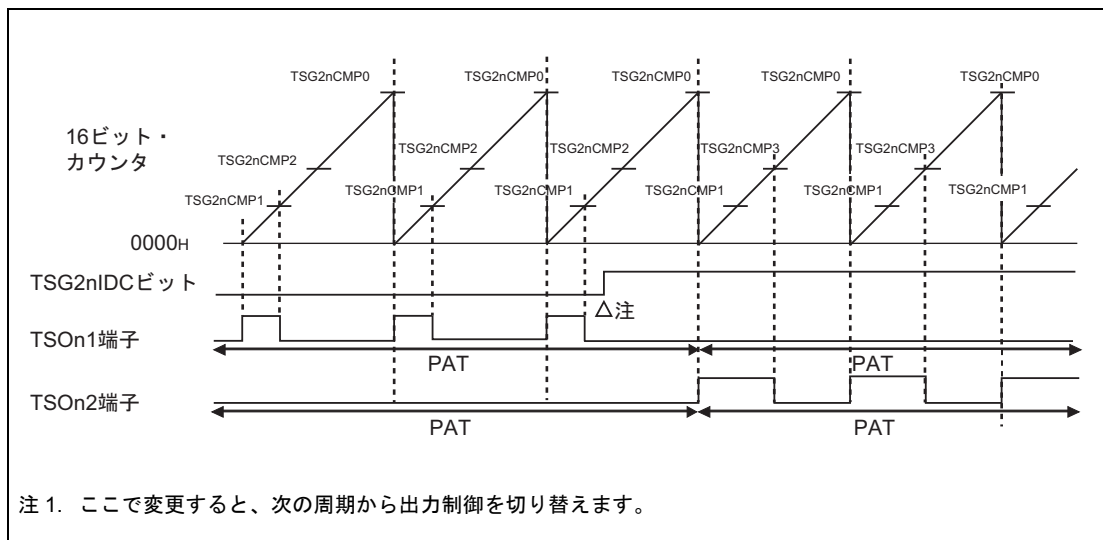 TSG2nCMP0 TSG2nCMP0 TSG2nCMP0 TSG2nCMP0 TSG2nCMP0
16ビット・
カウンタ
TSG2nCMP2 TSG2nCMP2 TSG2nCMP2 TSG2nCMP3 TSG2nCMP3
TSG2nCMP1 TSG2nCMP1 TSG2nCMP1 TSG2nCMP1 TSG2nCMP1 TSG2nCMP1
0000H
TSG2nIDCビット
△注
TSOn1端子
PAT PAT
TSOn2端子
PAT PAT
注 1. ここで変更すると、次の周期から出力制御を切り替えます。